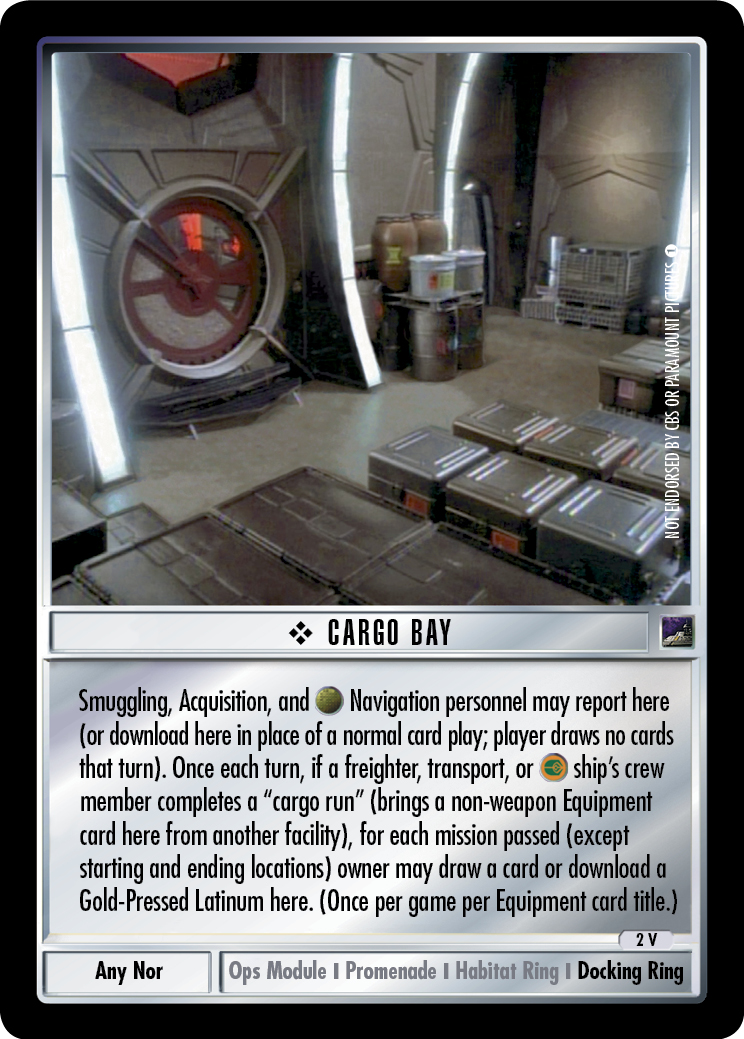 NOT ENDORSED BY CBS OR PARAMOUNT PICTURES 1
CARGO BAY
Smuggling, Acquisition, and Navigation personnel may report here
(or download here in place of a normal card play; player draws no cards
that turn). Once each turn, if a freighter, transport, or ship's crew
member completes a “cargo run” (brings a non-weapon Equipment
card here from another facility), for each mission passed (except
starting and ending locations) owner may draw a card or download a
Gold-Pressed Latinum here. (Once per game per Equipment card title.)
2 V
Any Nor
Ops Module I Promenade I Habitat Ring I Docking Ring